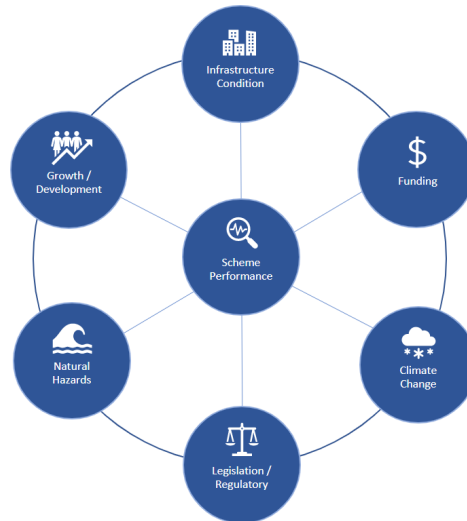 Infrastructure
Condition
Growth /
Development
$
Funding
Scheme
Performance
Natural
Hazards
Climate
Change
Legislation /
Regulatory